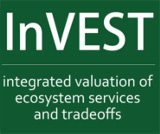 InVEST
integrated valuation of
ecosystem services
and tradeoffs